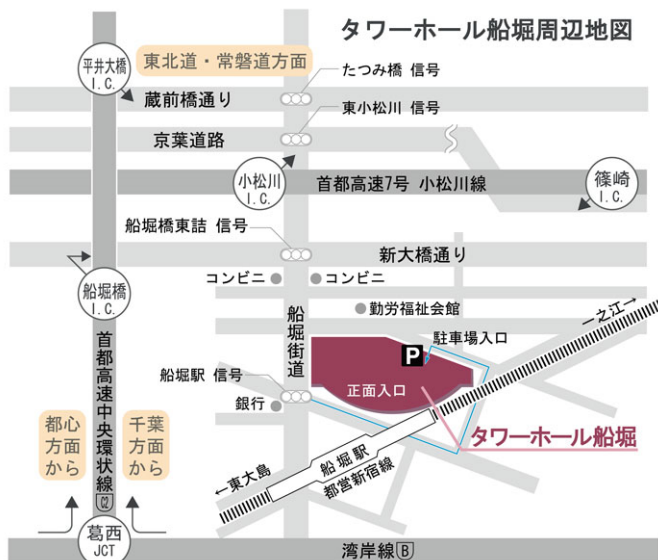 タワーホール船堀周辺地図
平井大橋
I.C.
東北道・常磐道方面
たつみ橋 信号
蔵前橋通り
東小松川 信号
京葉道路
小松川
I.C.
首都高速7号 小松川線
篠崎
I.C.
船堀橋東詰 信号
新大橋通り
コンビニ
コンビニ
船堀橋
I.C.
勤労福祉会館
一之江→
船堀街道
駐車場入口
P
首都高速中央環状線
C2
船堀駅 信号
正面入口
銀行
タワーホール船堀
都心
方面
から
千葉
方面
から
船堀駅
都営新宿線
←東大島
葛西
JCT
湾岸線 B